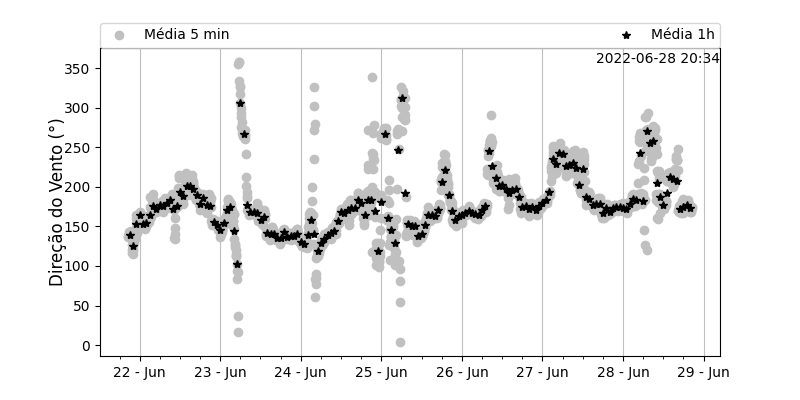 Média 5 min
Média 1h
2022-06-28 20:34
Direção do Vento (°)
350
300
250
200
150
100
50
0
22 - Jun
23 - Jun
24 - Jun
25 - Jun
26 - Jun
27 - Jun
28 - Jun
29 - Jun